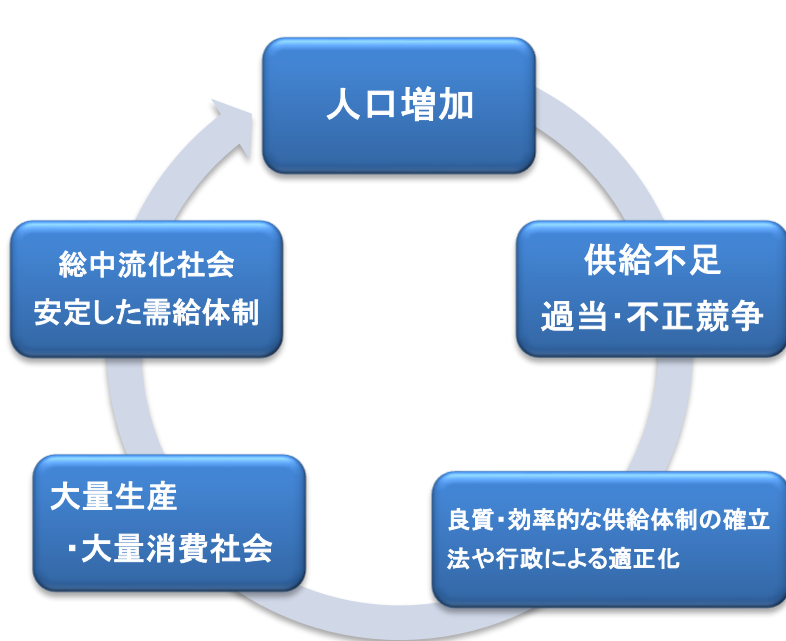 人口増加
供給不足
過当・不正競争
良質・効率的な供給体制の確立
法や行政による適正化
大量生産
・大量消費社会
総中流化社会
安定した需給体制